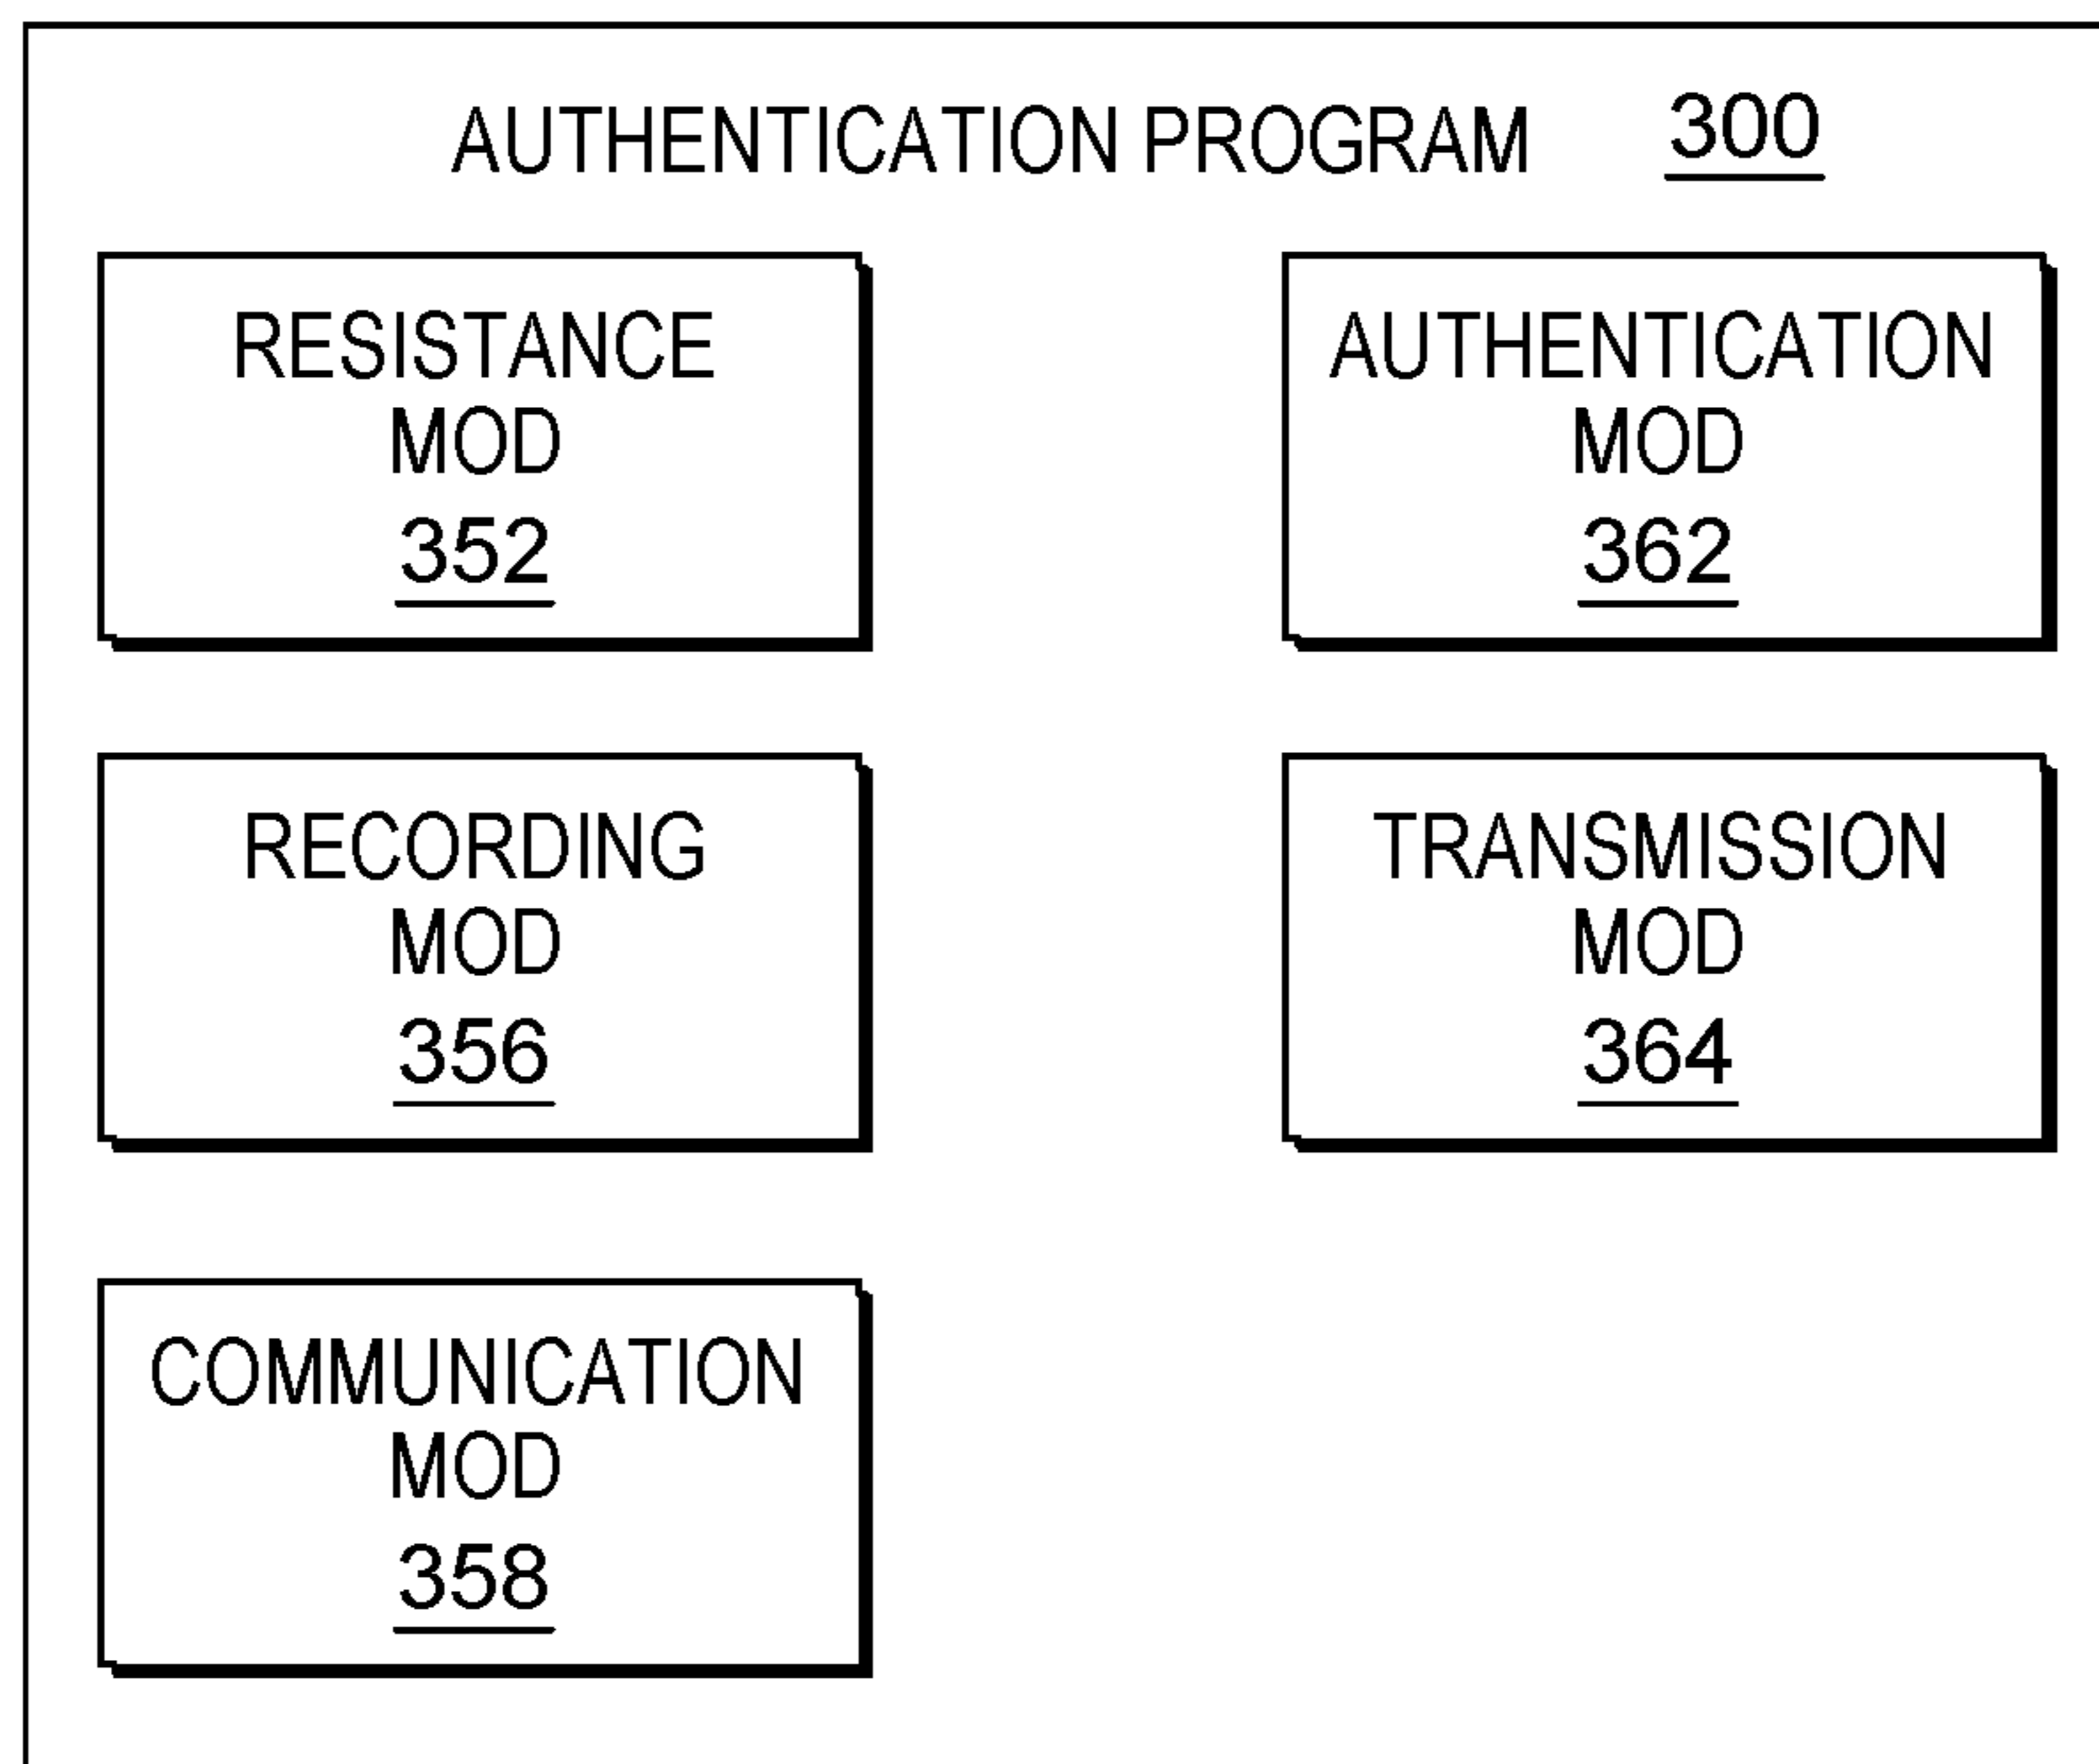 AUTHENTICATION PROGRAM 300
RESISTANCE
MOD
352
AUTHENTICATION
MOD
362
RECORDING
MOD
356
TRANSMISSION
MOD
364
COMMUNICATION
MOD
358